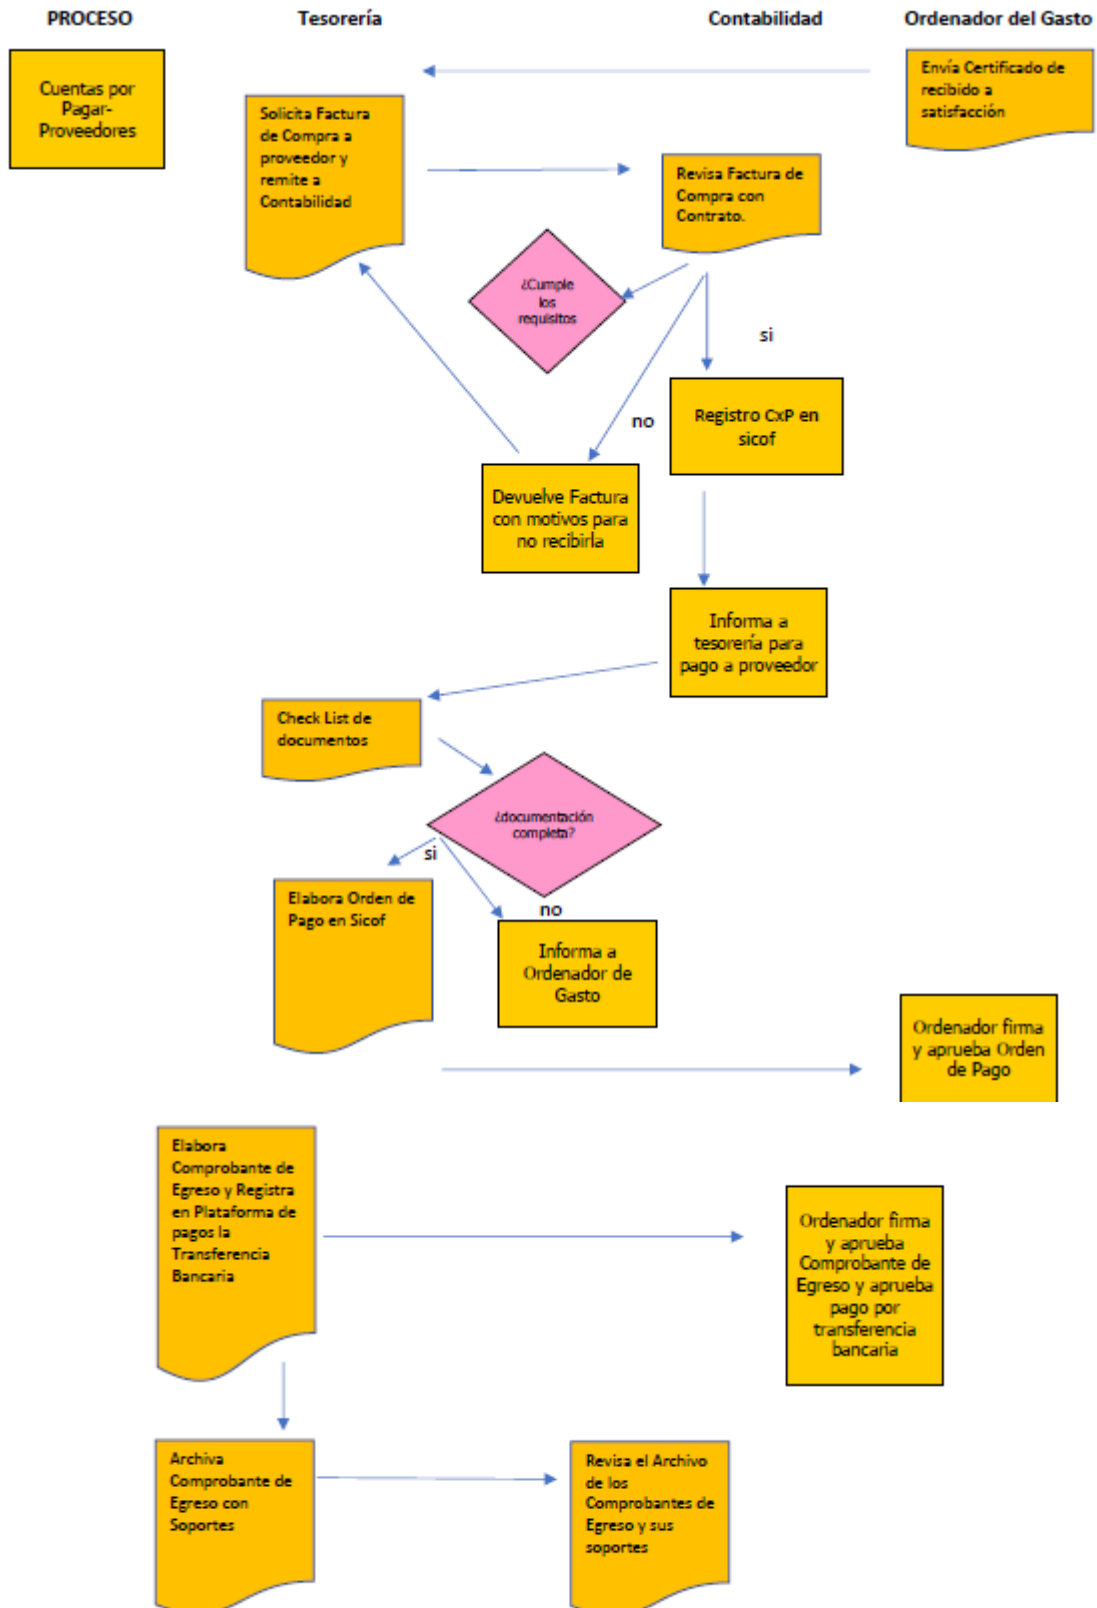 PROCESO
Tesorería
Contabilidad
Ordenador del Gasto
Cuentas por
Pagar-
Proveedores
Envía Certificado de
recibido a
satisfacción
Solicita Factura
de Compra a
proveedor y
remite a
Contabilidad
Revisa Factura de
Compra con
Contrato.
¿Cumple
los
requisitos
si
no
Registro CxP en
sicof
Devuelve Factura
con motivos para
no recibirla
Informa a
tesorería para
pago a proveedor
Check List de
documentos
¿documentación
completa?
si
no
Elabora Orden de
Pago en Sicof
Informa a
Ordenador de
Gasto
Ordenador firma
y aprueba Orden
de Pago
Elabora
Comprobante de
Egreso y Registra
en Plataforma de
pagos la
Transferencia
Bancaria
Ordenador firma
y aprueba
Comprobante de
Egreso y aprueba
pago por
transferencia
bancaria
Archiva
Comprobante de
Egreso con
Soportes
Revisa el Archivo
de los
Comprobantes de
Egreso y sus
soportes